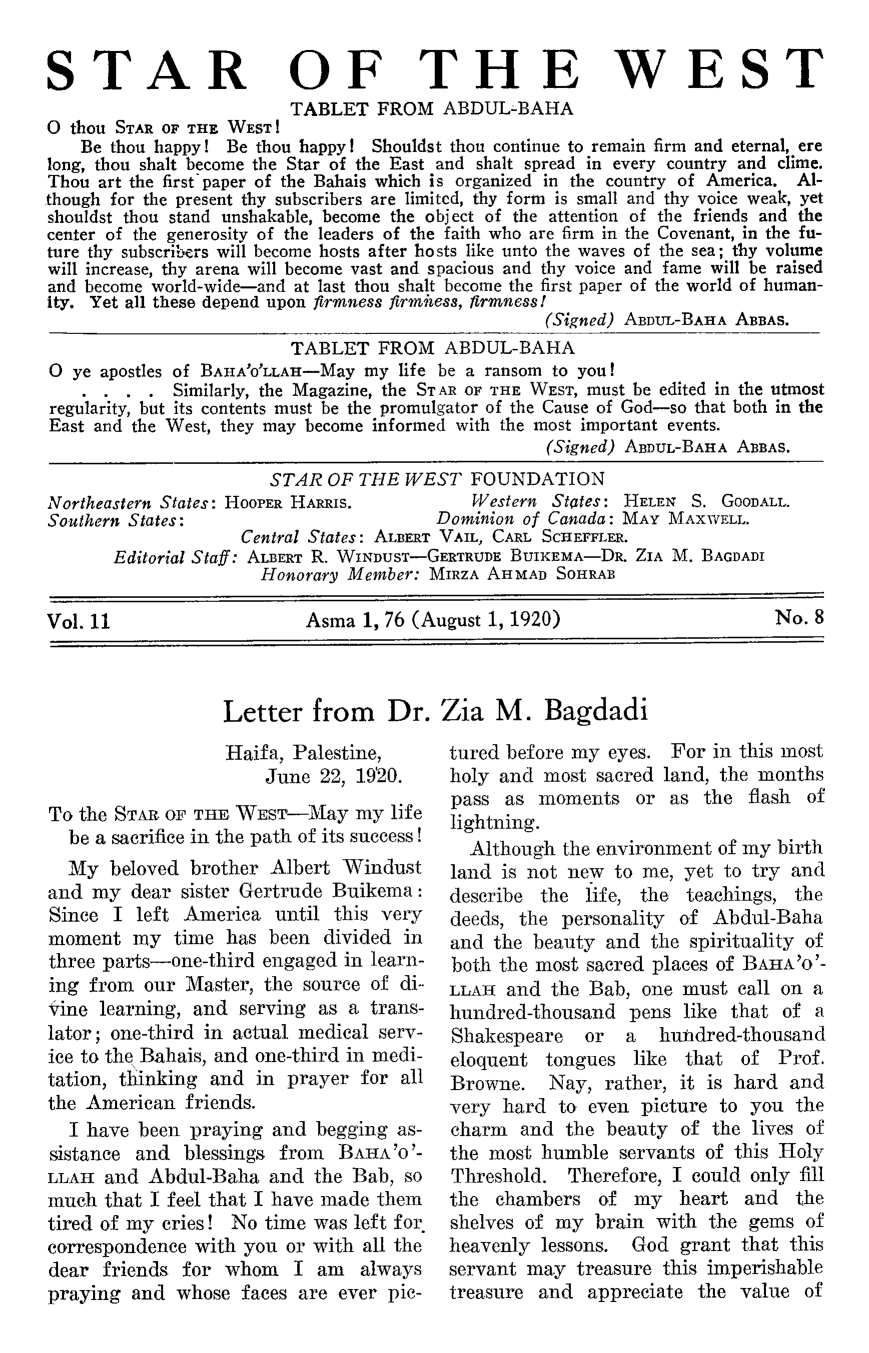 STAR OF THE WEST
TABLET FROM ABDUL-BAHA
O thou STAR OF THE WEST!
Be thou happy! Be thou happy! Shouldst thou continue to remain firm and eternal, ere
long, thou shalt become the Star of the East and shalt spread in every country and clime.
Thou art the first paper of the Bahais which is organized in the country of America. Al-
though for the present thy subscribers are limited, thy form is small and thy voice weak, yet
shouldst thou stand unshakable, become the object of the attention of the friends and the
center of the generosity of the leaders of the faith who are firm in the Covenant, in the fu-
ture thy subscribers will become hosts after hosts like unto the waves of the sea; thy volume
will increase, thy arena will become vast and spacious and thy voice and fame will be raised
and become world-wide—and at last thou shalt become the first paper of the world of human-
ity. Yet all these depend upon firmness firmness, firmness!
(Signed) ABDUL-BAHA ABBAS.
TABLET FROM ABDUL-BAHA
O ye apostles of BAHA'O'LLAH—May my life be a ransom to you!
. . . . Similarly, the Magazine, the STAR OF THE WEST, must be edited in the utmost
regularity, but its contents must be the promulgator of the Cause of God—so that both in the
East and the West, they may become informed with the most important events.
(Signed) ABDUL-BAHA ABBAS.
STAR OF THE WEST FOUNDATION
Northeastern States: HOOPER HARRIS. Western States: HELEN S. GOODALL.
Southern States: Dominion of Canada: MAY MAXWELL.
Central States: ALBERT VAIL, CARL SCHEFFLER.
Editorial Staff: ALBERT R. WINDUST—GERTRUDE BUIKEMA—DR. ZIA M. BAGDADI
Honorary Member: MIRZA AHMAD SOHRAB
Vol. 11 Asma 1, 76 (August 1, 1920) No. 8
Letter from Dr. Zia M. Bagdadi
Haifa, Palestine,
June 22, 1920.
To the STAR OF THE WEST—May my life
be a sacrifice in the path of its success!
My beloved brother Albert Windust
and my dear sister Gertrude Buikema:
Since I left America until this very
moment my time has been divided in
three parts—one-third engaged in learn-
ing from our Master, the source of di-
vine learning, and serving as a trans-
lator; one-third in actual medical serv-
ice to the Bahais, and one-third in medi-
tation, thinking and in prayer for all
the American friends.
I have been praying and begging as-
sistance and blessings from BAHA'O'-
LLAH and Abdul-Baha and the Bab, so
much that I feel that I have made them
tired of my cries! No time was left for
correspondence with you or with all the
dear friends for whom I am always
praying and whose faces are ever pic-
tured before my eyes. For in this most
holy and most sacred land, the months
pass as moments or as the flash of
lightning.
Although the environment of my birth
land is not new to me, yet to try and
describe the life, the teachings, the
deeds, the personality of Abdul-Baha
and the beauty and the spirituality of
both the most sacred places of BAHA'O'-
LLAH and the Bab, one must call on a
hundred-thousand pens like that of a
Shakespeare or a hundred-thousand
eloquent tongues like that of Prof.
Browne. Nay, rather, it is hard and
very hard to even picture to you the
charm and the beauty of the lives of
the most humble servants of this Holy
Threshold. Therefore, I could only fill
the chambers of my heart and the
shelves of my brain with the gems of
heavenly lessons. God grant that this
servant may treasure this imperishable
treasure and appreciate the value of